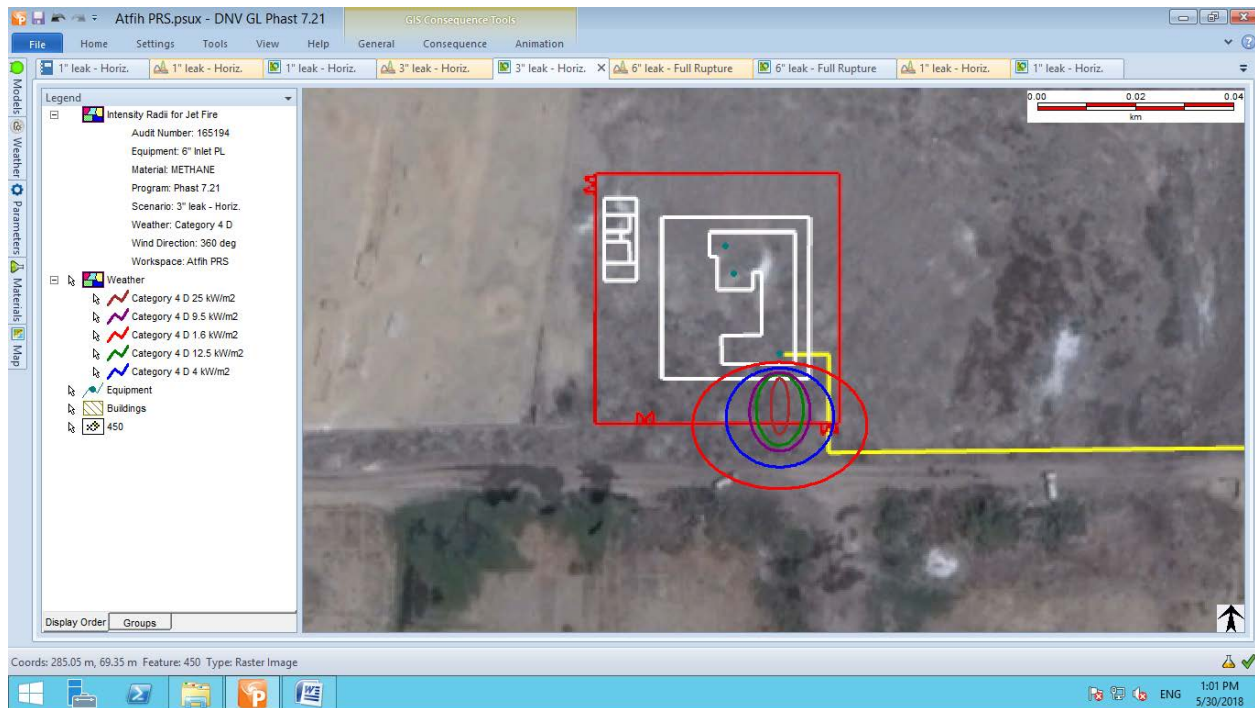 Atfih PRS.psux - DNV GL Phast 7.21
GIS Consequence Tools
File Home Settings Tools View Help General Consequence Animation
1" leak - Horiz. 1" leak - Horiz. 1" leak - Horiz. 3" leak - Horiz. 3" leak - Horiz. 6" leak - Full Rupture 6" leak - Full Rupture 1" leak - Horiz. 1" leak - Horiz.
Models
Weather
Parameters
Materials
Map
Legend
Intensity Radii for Jet Fire
Audit Number: 165194
Equipment: 6" Inlet PL
Material: METHANE
Program: Phast 7.21
Scenario: 3" leak - Horiz.
Weather: Category 4 D
Wind Direction: 360 deg
Workspace: Atfih PRS
Weather
Category 4 D 25 kW/m2
Category 4 D 9.5 kW/m2
Category 4 D 1.6 kW/m2
Category 4 D 12.5 kW/m2
Category 4 D 4 kW/m2
Equipment
Buildings
450
0.00 0.02 0.04
km
Display Order Groups
Coords: 285.05 m, 69.35 m Feature: 450 Type: Raster Image
ENG
1:01 PM
5/30/2018